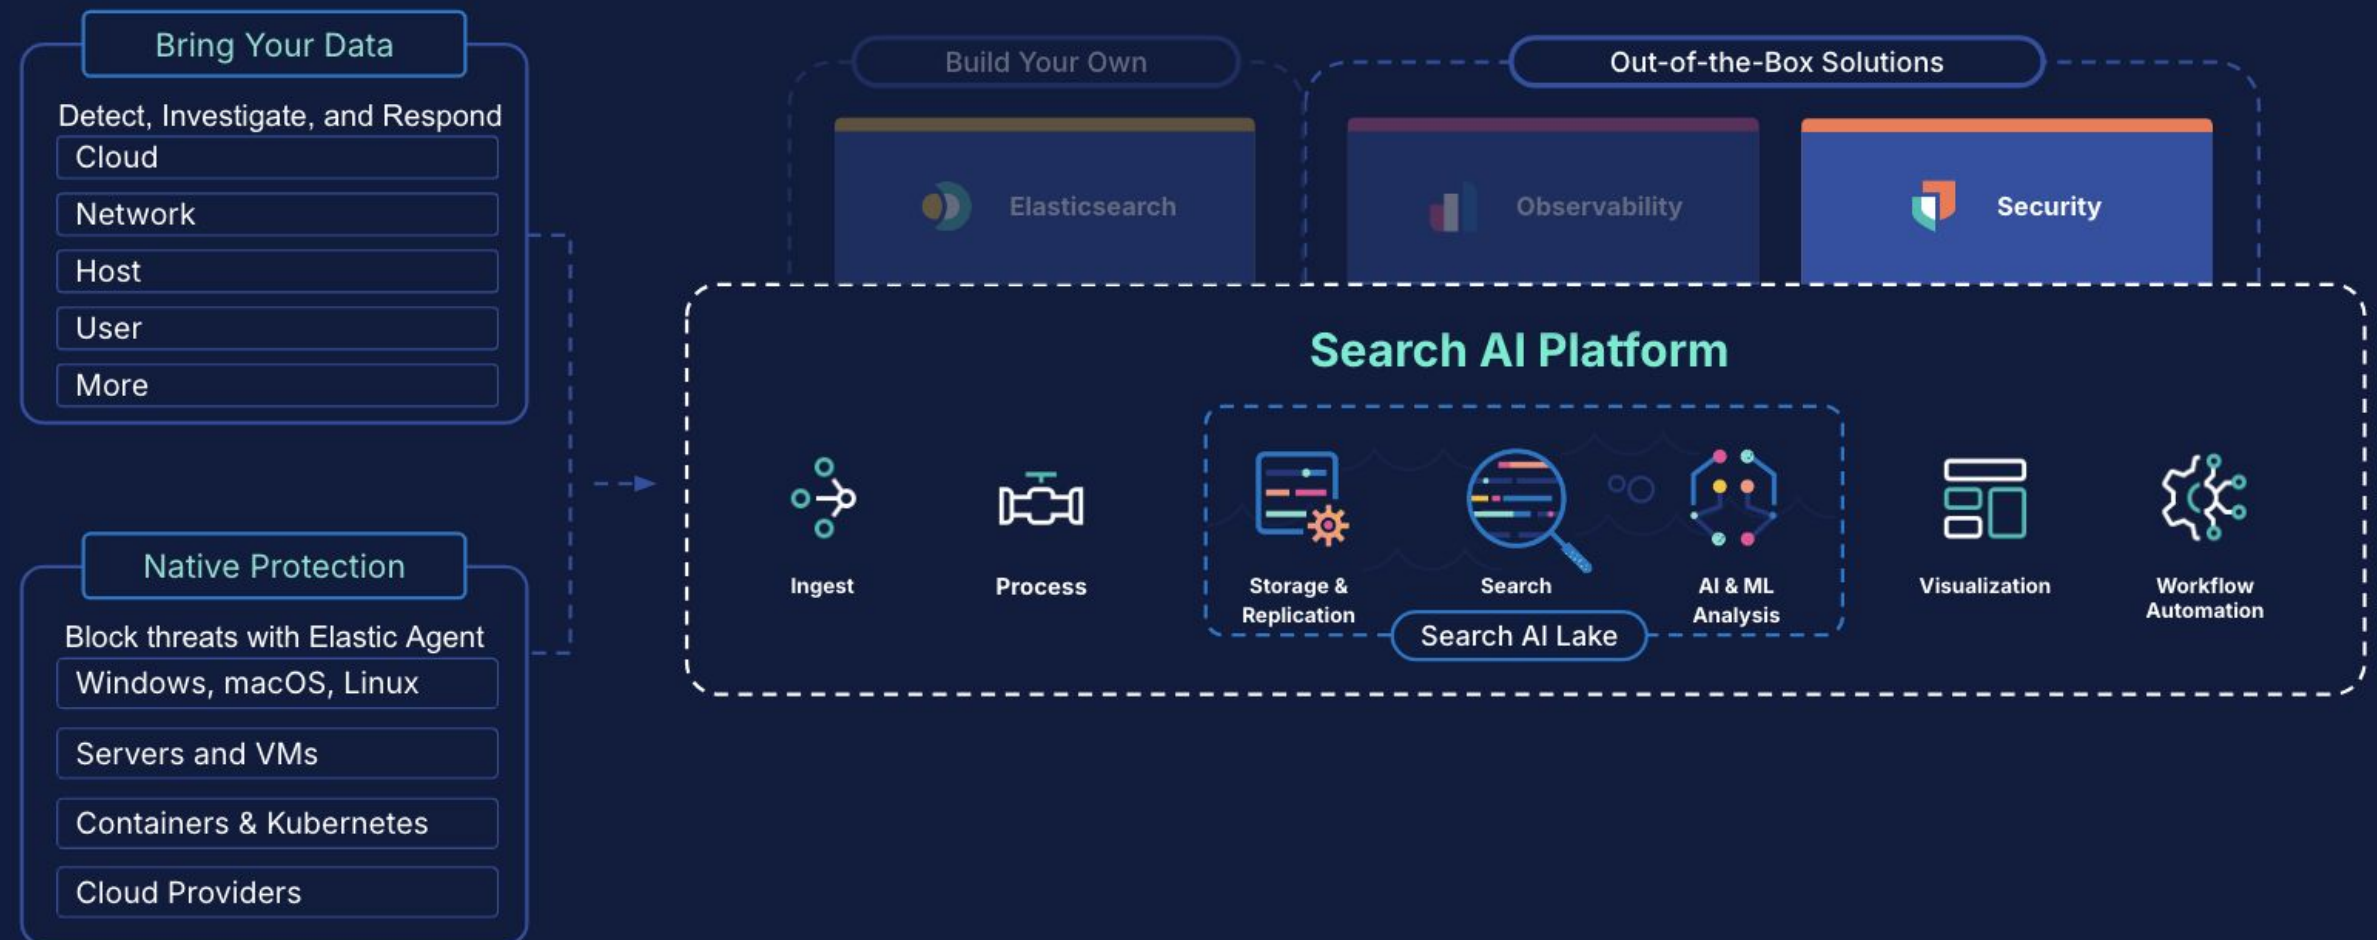 Bring Your Data
Detect, Investigate, and Respond
Cloud
Network
Host
User
More
Native Protection
Block threats with Elastic Agent
Windows, macOS, Linux
Servers and VMs
Containers & Kubernetes
Cloud Providers
Build Your Own
Elasticsearch
Out-of-the-Box Solutions
Observability
Security
Search AI Platform
Ingest
Process
Storage &
Replication
Search
AI & ML
Analysis
Search AI Lake
Visualization
Workflow
Automation